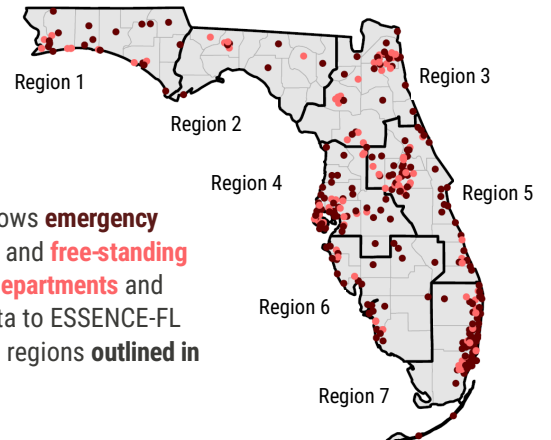 Region 1
Region 2
Region 3
Region 4
Region 5
ows emergency
and free-standing
epartments and
ta to ESSENCE-FL
regions outlined in
Region 6
Region 7